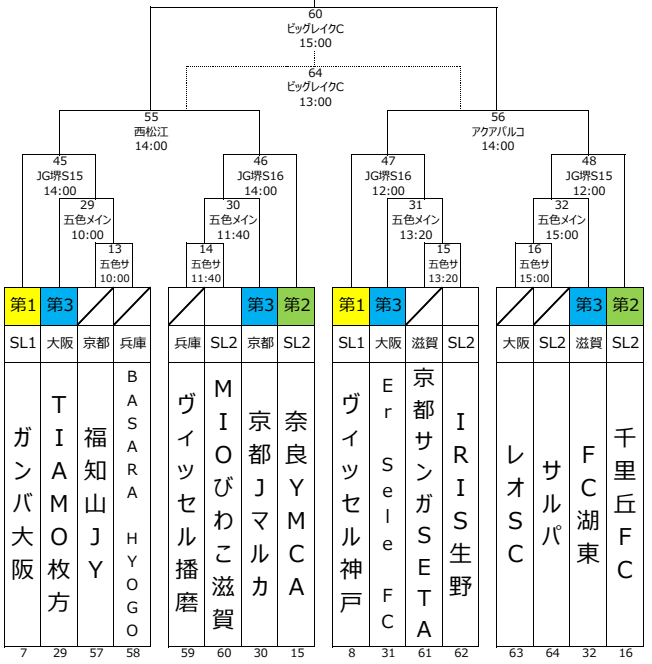 60
ビッグレイクC
15:00
64
ビッグレイクC
13:00
55
西松江
14:00
56
アクアパルコ
14:00
45
JG堺S15
14:00
46
JG堺S16
14:00
47
JG堺S16
12:00
48
JG堺S15
12:00
29
五色メイン
10:00
30
五色メイン
11:40
31
五色メイン
13:20
32
五色メイン
15:00
13
五色サ
10:00
14
五色サ
11:40
15
五色サ
13:20
16
五色サ
15:00
第1 第3 第3 第2 第1 第3 第3 第2
SL1 大阪 京都 兵庫 兵庫 SL2 京都 SL2 SL1 大阪 滋賀 SL2 大阪 SL2 滋賀 SL2
ガンバ大阪
TIAMO枚方
福知山JY
BASARA HYOGO
ヴィッセル播磨
MIOびわこ滋賀
京都Jマルカ
奈良YMCA
ヴィッセル神戸
Er Sele FC
京都サンガSETA
IRIS生野
レオSC
サルパ
FC湖東
千里丘FC
7 29 57 58 59 60 30 15 8 31 61 62 63 64 32 16